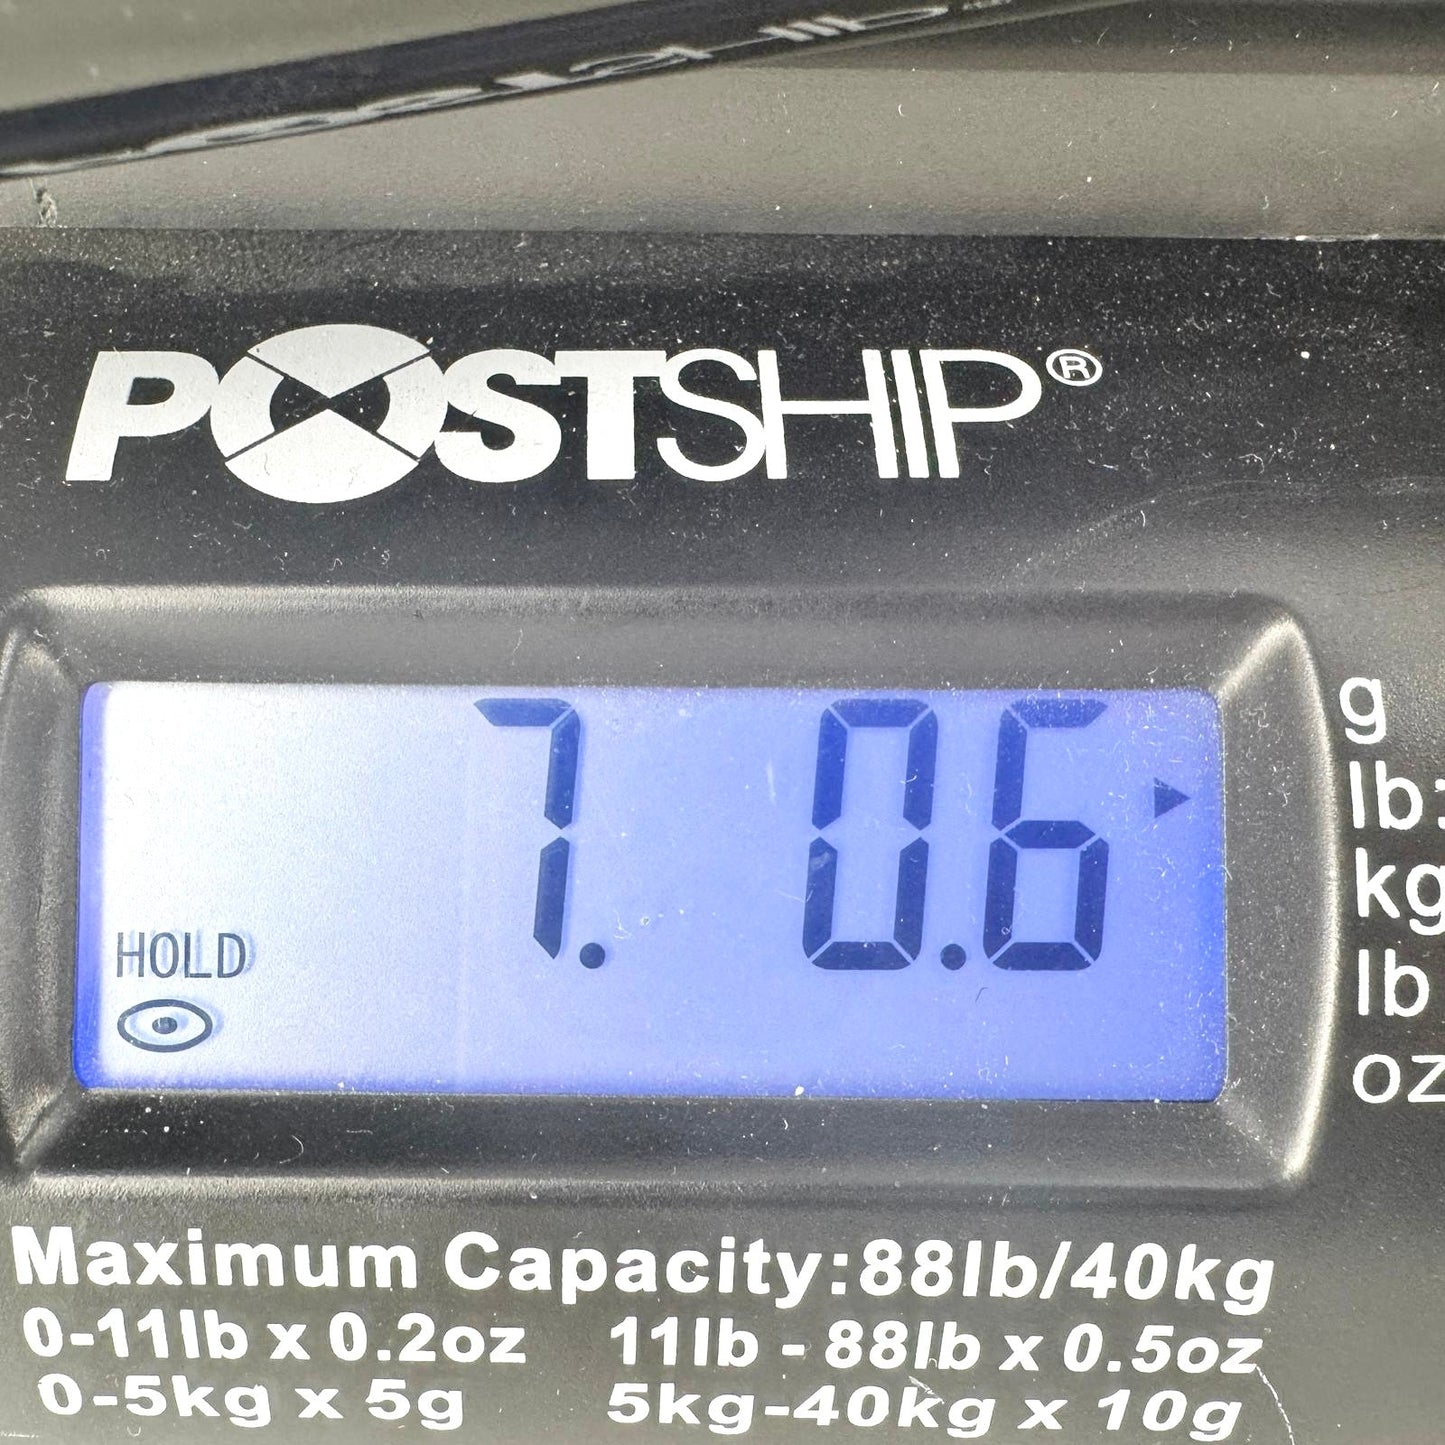 POSTSHIP®
7. 0.6
HOLD
g
lb:
kg
lb
oz
Maximum Capacity:88lb/40kg
0-11lb x 0.2oz 11lb - 88lb x 0.5oz
0-5kg x 5g 5kg-40kg x 10g